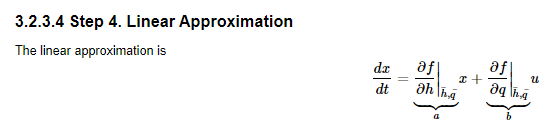 3.2.3.4 Step 4. Linear Approximation
The linear approximation is
dx/dt = ∂f/∂h|_{h̄,q̄} x + ∂f/∂q|_{h̄,q̄} u
a b